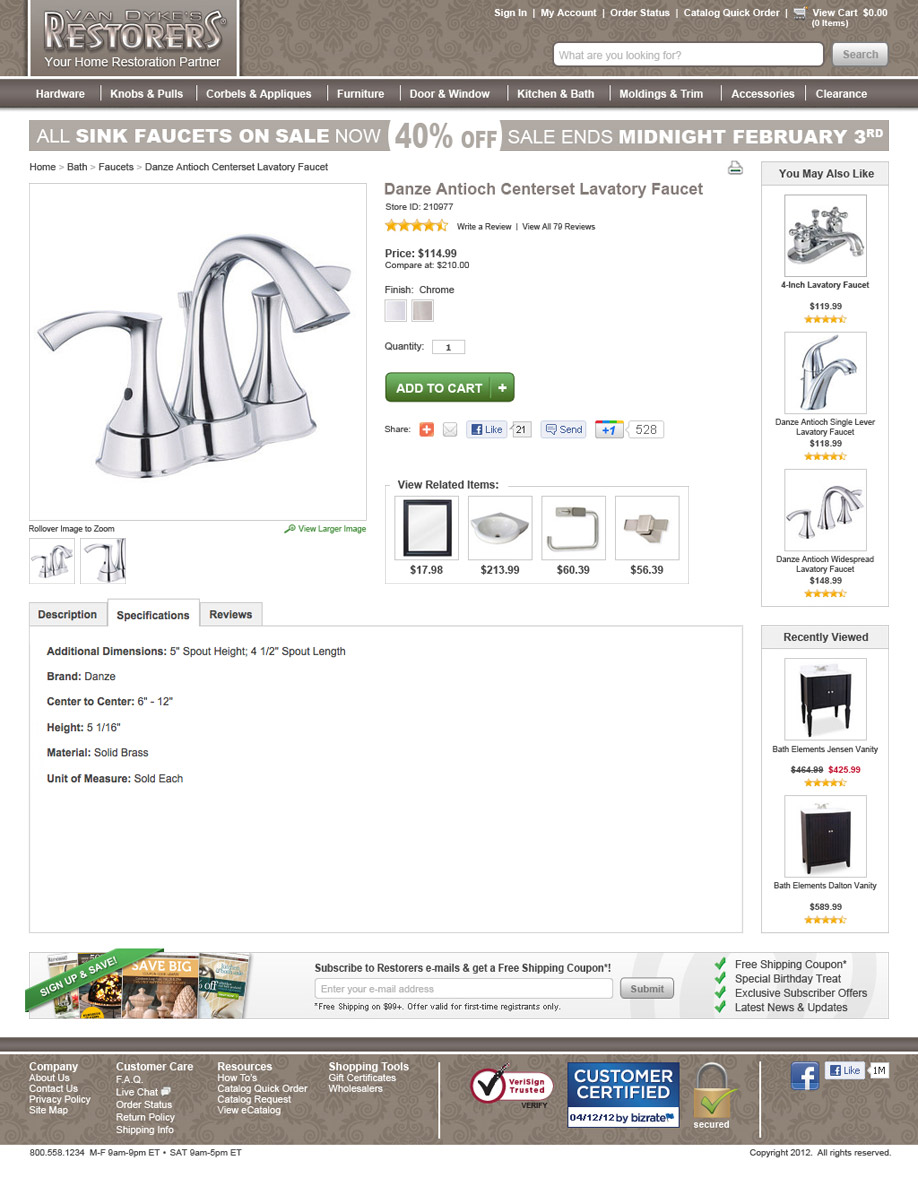 VAN DYKE'S
RESTORERS®
Your Home Restoration Partner
Sign In | My Account | Order Status | Catalog Quick Order | View Cart $0.00
(0 Items)
What are you looking for?
Search
Hardware
Knobs & Pulls
Corbels & Appliques
Furniture
Door & Window
Kitchen & Bath
Moldings & Trim
Accessories
Clearance
ALL SINK FAUCETS ON SALE NOW 40% OFF SALE ENDS MIDNIGHT FEBRUARY 3RD
Home > Bath > Faucets > Danze Antioch Centerset Lavatory Faucet
Danze Antioch Centerset Lavatory Faucet
Store ID: 210977
Write a Review | View All 79 Reviews
Price: $114.99
Compare at: $210.00
Finish: Chrome
Quantity: 1
ADD TO CART +
Share:
Like 21
Send
+1 528
View Related Items:
$17.98
$213.99
$60.39
$56.39
Rollover Image to Zoom
View Larger Image
You May Also Like
4-Inch Lavatory Faucet
$119.99
Danze Antioch Single Lever
Lavatory Faucet
$118.99
Danze Antioch Widespread
Lavatory Faucet
$148.99
Description
Specifications
Reviews
Additional Dimensions: 5" Spout Height; 4 1/2" Spout Length
Brand: Danze
Center to Center: 6" - 12"
Height: 5 1/16"
Material: Solid Brass
Unit of Measure: Sold Each
Recently Viewed
Bath Elements Jensen Vanity
$464.99 $425.99
Bath Elements Dalton Vanity
$589.99
SIGN UP & SAVE!
SAVE BIG
% off
Subscribe to Restorers e-mails & get a Free Shipping Coupon*!
Enter your e-mail address
Submit
*Free Shipping on $99+. Offer valid for first-time registrants only.
Free Shipping Coupon*
Special Birthday Treat
Exclusive Subscriber Offers
Latest News & Updates
Company
About Us
Contact Us
Privacy Policy
Site Map
Customer Care
F.A.Q.
Live Chat
Order Status
Return Policy
Shipping Info
Resources
How To's
Catalog Quick Order
Catalog Request
View eCatalog
Shopping Tools
Gift Certificates
Wholesalers
VeriSign
Trusted
VERIFY
CUSTOMER
CERTIFIED
04/12/12 by bizrate
secured
f
Like 1M
800.558.1234 M-F 9am-9pm ET • SAT 9am-5pm ET
Copyright 2012. All rights reserved.